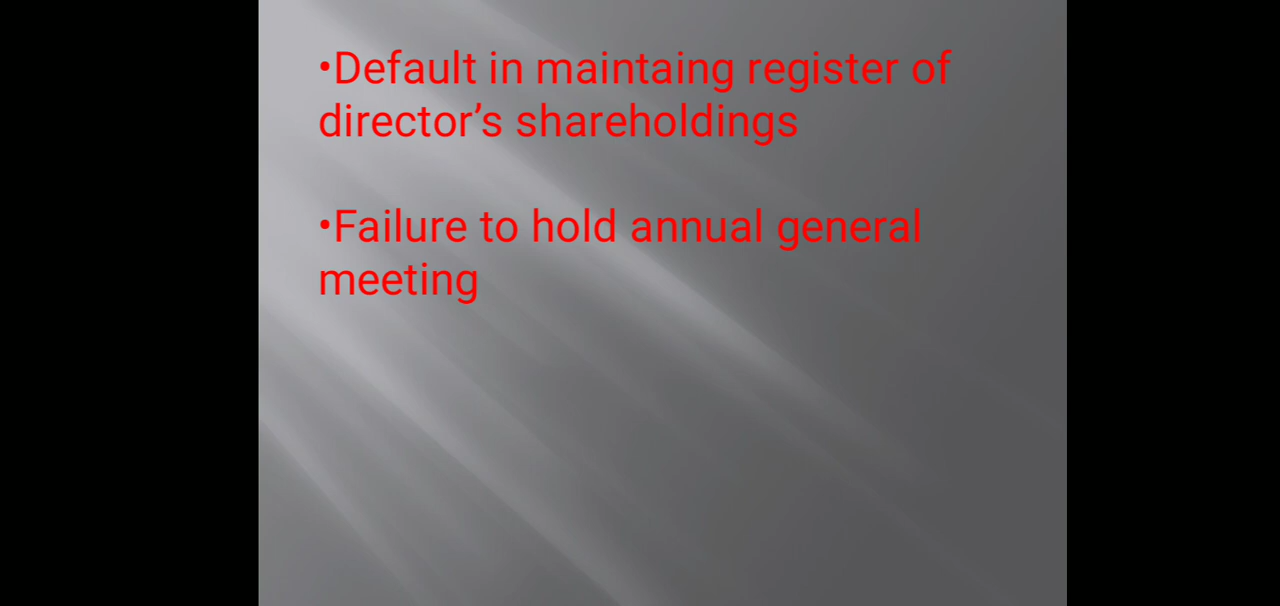 •Default in maintaing register of
director’s shareholdings
•Failure to hold annual general
meeting